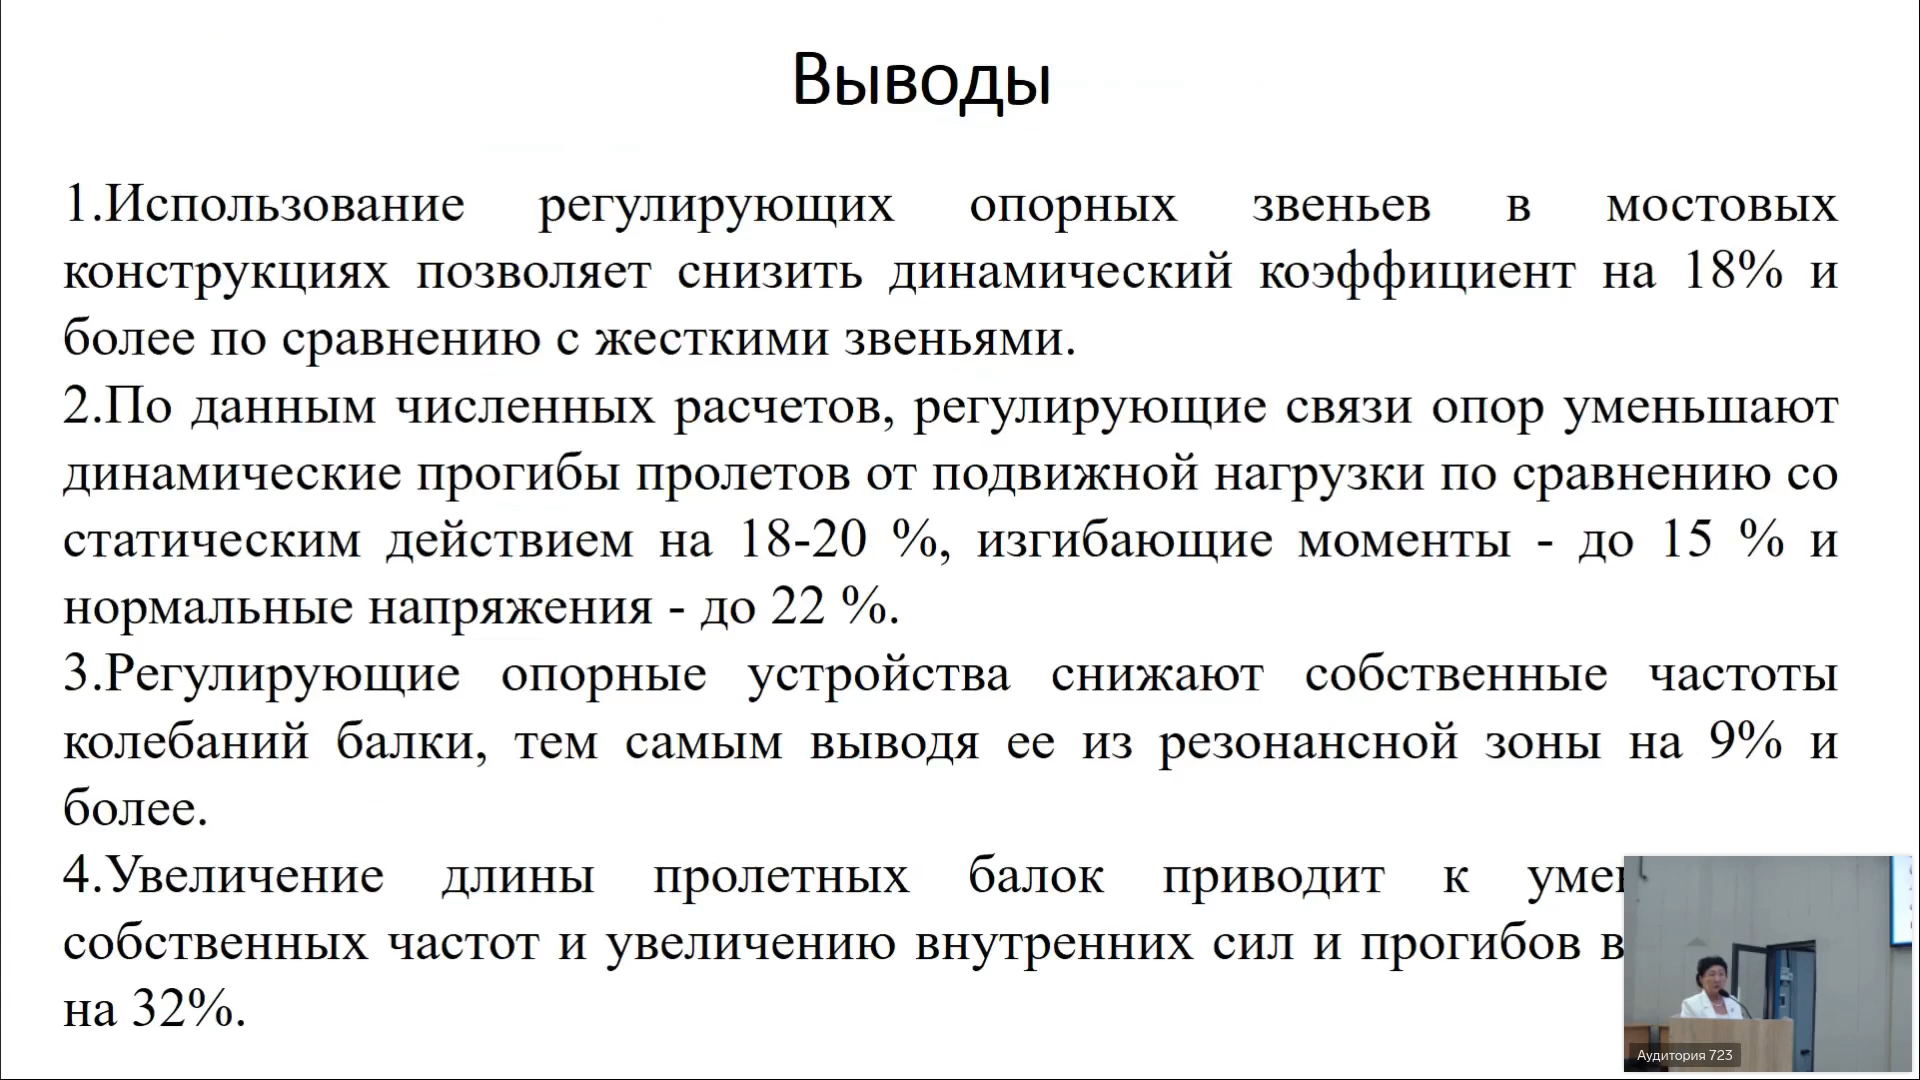 Выводы
1.Использование регулирующих опорных звеньев в мостовых
конструкциях позволяет снизить динамический коэффициент на 18% и
более по сравнению с жесткими звеньями.
2.По данным численных расчетов, регулирующие связи опор уменьшают
динамические прогибы пролетов от подвижной нагрузки по сравнению со
статическим действием на 18-20 %, изгибающие моменты - до 15 % и
нормальные напряжения - до 22 %.
3.Регулирующие опорные устройства снижают собственные частоты
колебаний балки, тем самым выводя ее из резонансной зоны на 9% и
более.
4.Увеличение длины пролетных балок приводит к
собственных частот и увеличению внутренних сил и прогибов в
на 32%.
Аудитория 723